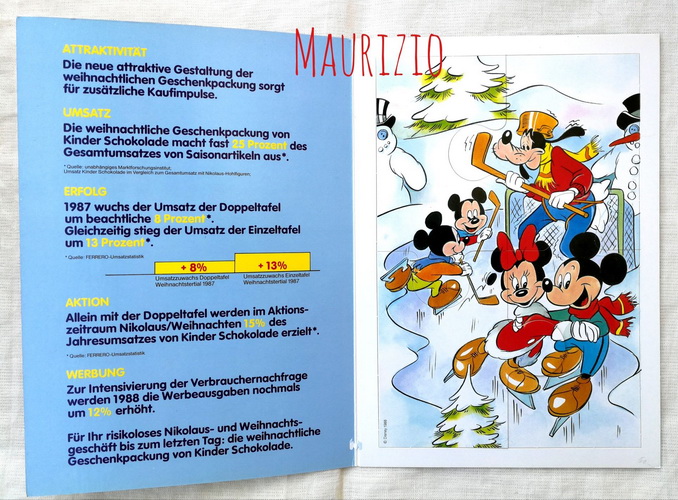 MAURIZIO
ATTRAKTIVITÄT
Die neue attraktive Gestaltung der
weihnachtlichen Geschenkpackung sorgt
für zusätzliche Kaufimpulse.
UMSATZ
Die weihnachtliche Geschenkpackung von
Kinder Schokolade macht fast 25 Prozent des
Gesamtumsatzes von Saisonartikeln aus*.
* Quelle: unabhängiges Marktforschungsinstitut
Umsatz Kinder Schokolade im Vergleich zum Gesamtumsatz mit Nikolaus-Hohlfiguren.
ERFOLG
1987 wuchs der Umsatz der Doppeltafel
um beachtliche 8 Prozent*.
Gleichzeitig stieg der Umsatz der Einzeltafel
um 13 Prozent*.
* Quelle: FERRERO-Umsatzstatistik
+ 8%
+ 13%
Umsatzzuwachs Doppeltafel
Weihnachtstertial 1987
Umsatzzuwachs Einzeltafel
Weihnachtstertial 1987
AKTION
Allein mit der Doppeltafel werden im Aktions-
zeitraum Nikolaus/Weihnachten 15% des
Jahresumsatzes von Kinder Schokolade erzielt*.
* Quelle: FERRERO-Umsatzstatistik
WERBUNG
Zur Intensivierung der Verbrauchernachfrage
werden 1988 die Werbeausgaben nochmals
um 12% erhöht.
Für Ihr risikoloses Nikolaus- und Weihnachts-
geschäft bis zum letzten Tag: die weihnachtliche
Geschenkpackung von Kinder Schokolade.
© Disney 1988